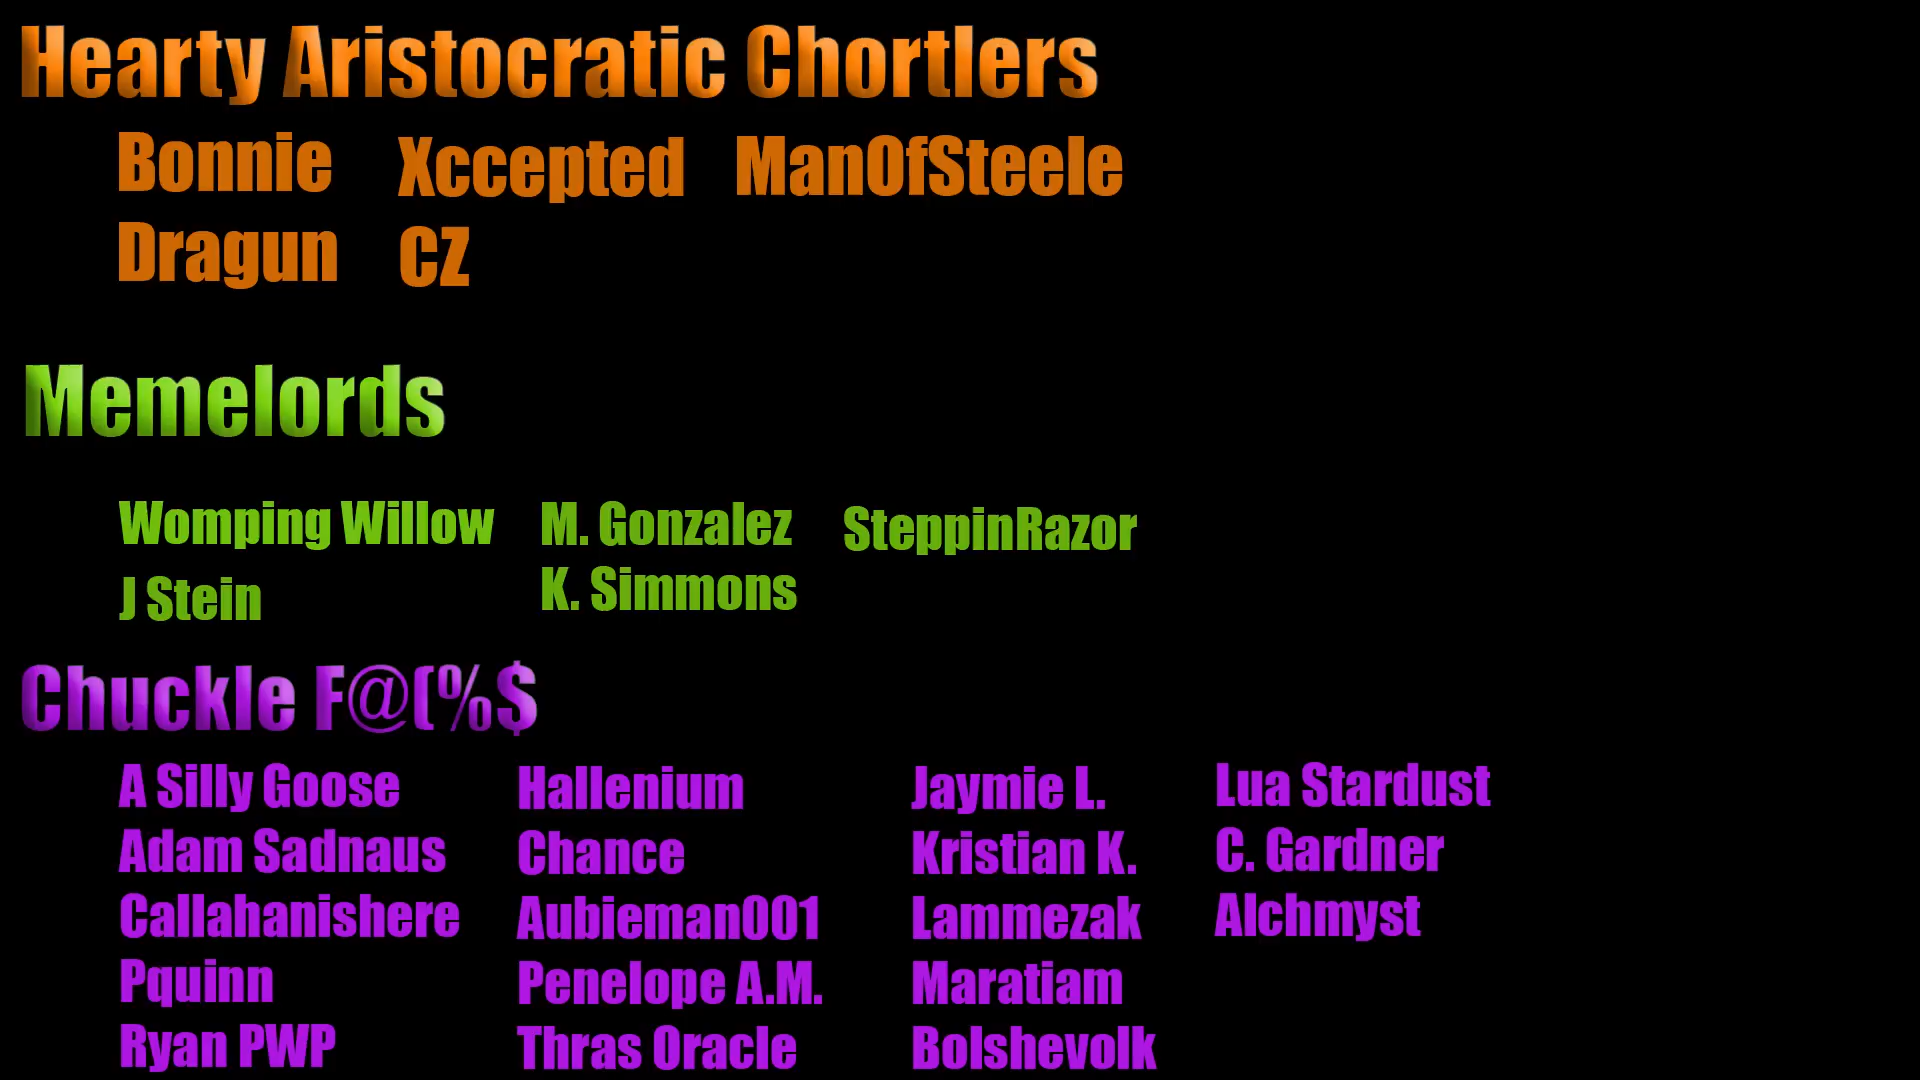 Hearty Aristocratic Chortlers
Bonnie Xccepted ManOfSteele
Dragun CZ
Memelords
Womping Willow M. Gonzalez SteppinRazor
J Stein K. Simmons
Chuckle F@(%$
A Silly Goose Hallenium Jaymie L. Lua Stardust
Adam Sadnaus Chance Kristian K. C. Gardner
Callahanishere Aubieman001 Lammezak Alchmyst
Pquinn Penelope A.M. Maratiam
Ryan PWP Thras Oracle Bolshevolk